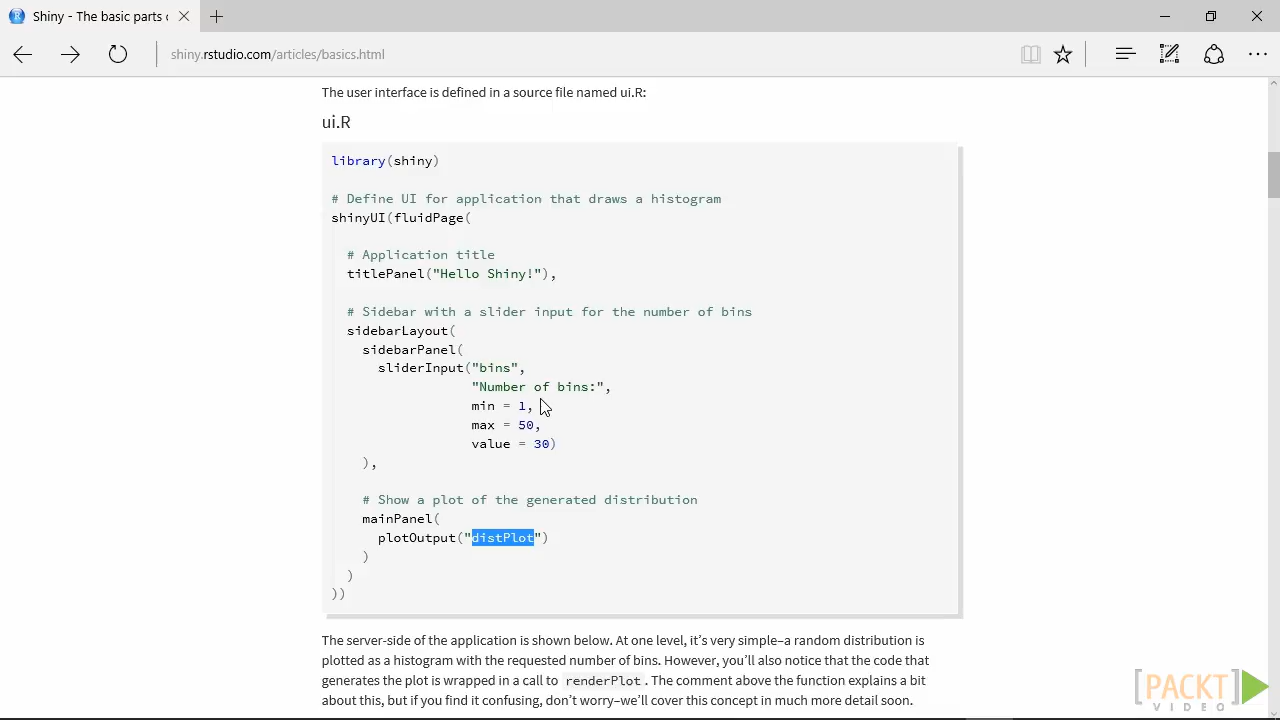 Shiny - The basic parts o
shiny.rstudio.com/articles/basics.html
The user interface is defined in a source file named ui.R:
ui.R
library(shiny)
# Define UI for application that draws a histogram
shinyUI(fluidPage(
# Application title
titlePanel("Hello Shiny!"),
# Sidebar with a slider input for the number of bins
sidebarLayout(
sidebarPanel(
sliderInput("bins",
"Number of bins:",
min = 1,
max = 50,
value = 30)
),
# Show a plot of the generated distribution
mainPanel(
plotOutput("distPlot")
)
)
))
The server-side of the application is shown below. At one level, it’s very simple–a random distribution is
plotted as a histogram with the requested number of bins. However, you’ll also notice that the code that
generates the plot is wrapped in a call to renderPlot. The comment above the function explains a bit
about this, but if you find it confusing, don’t worry–we’ll cover this concept in much more detail soon.
[PACKT]
VIDEO